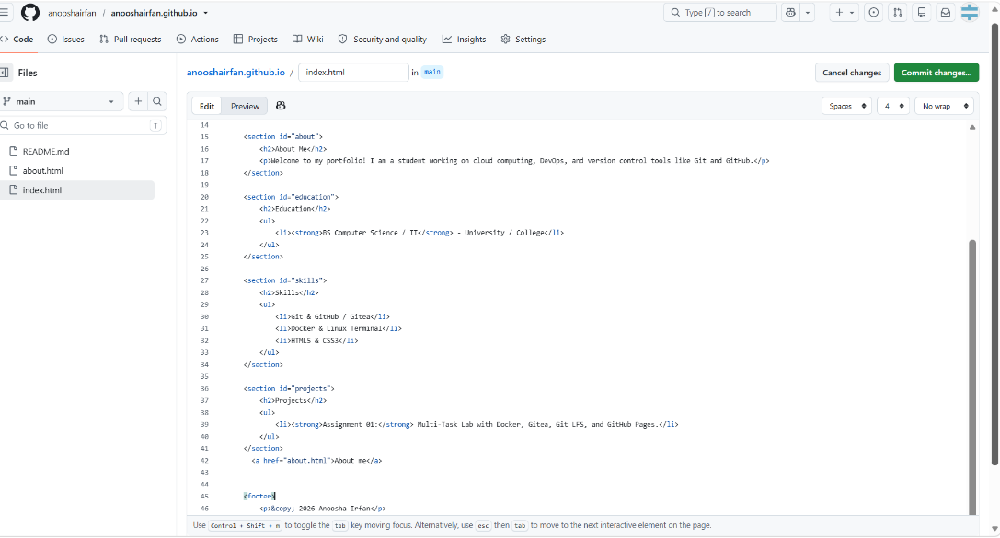 anooshairfan / anooshairfan.github.io
Type / to search
Code Issues Pull requests Actions Projects Wiki Security and quality Insights Settings
Files
anooshairfan.github.io / index.html in main
Cancel changes Commit changes...
main
Edit Preview
Spaces 4 No wrap
Go to file T
README.md
about.html
index.html
14
15 <section id="about">
16 <h2>About Me</h2>
17 <p>Welcome to my portfolio! I am a student working on cloud computing, DevOps, and version control tools like Git and GitHub.</p>
18 </section>
19
20 <section id="education">
21 <h2>Education</h2>
22 <ul>
23 <li><strong>BS Computer Science / IT</strong> - University / College</li>
24 </ul>
25 </section>
26
27 <section id="skills">
28 <h2>Skills</h2>
29 <ul>
30 <li>Git & GitHub / Gitea</li>
31 <li>Docker & Linux Terminal</li>
32 <li>HTML5 & CSS3</li>
33 </ul>
34 </section>
35
36 <section id="projects">
37 <h2>Projects</h2>
38 <ul>
39 <li><strong>Assignment 01:</strong> Multi-Task Lab with Docker, Gitea, Git LFS, and GitHub Pages.</li>
40 </ul>
41 </section>
42 <a href="about.html">About me</a>
43
44
45 <footer>
46 <p>&copy; 2026 Anoosha Irfan</p>
Use Control + Shift + m to toggle the tab key moving focus. Alternatively, use esc then tab to move to the next interactive element on the page.